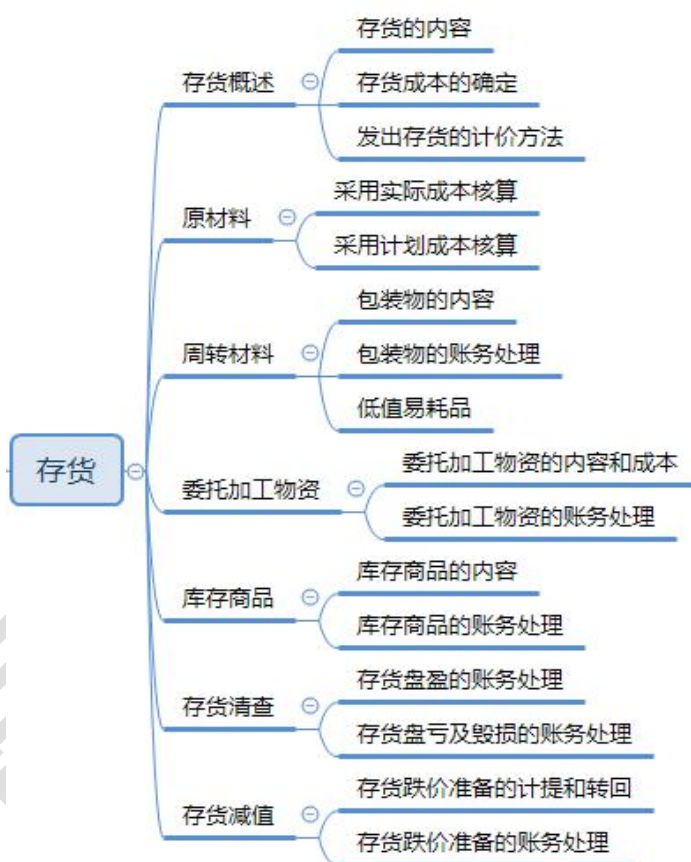 存货的内容
存货概述
存货成本的确定
发出存货的计价方法
采用实际成本核算
原材料
采用计划成本核算
包装物的内容
周转材料
包装物的账务处理
低值易耗品
存货
委托加工物资的内容和成本
委托加工物资
委托加工物资的账务处理
库存商品的内容
库存商品
库存商品的账务处理
存货盘盈的账务处理
存货清查
存货盘亏及毁损的账务处理
存货跌价准备的计提和转回
存货减值
存货跌价准备的账务处理